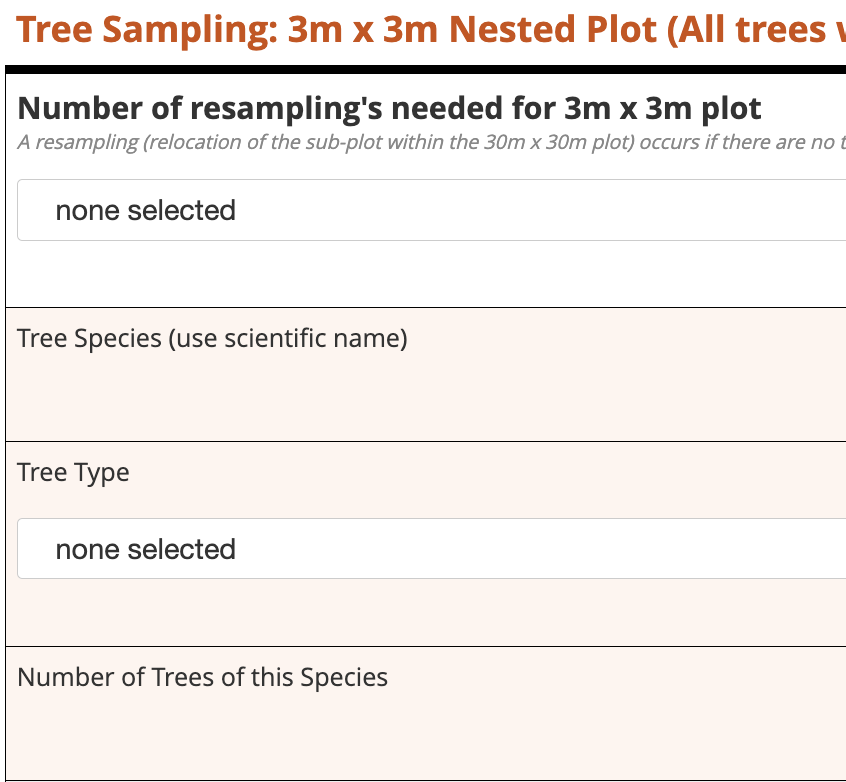 Tree Sampling: 3m x 3m Nested Plot (All trees
Number of resampling's needed for 3m x 3m plot
A resampling (relocation of the sub-plot within the 30m x 30m plot) occurs if there are no
none selected
Tree Species (use scientific name)
Tree Type
none selected
Number of Trees of this Species